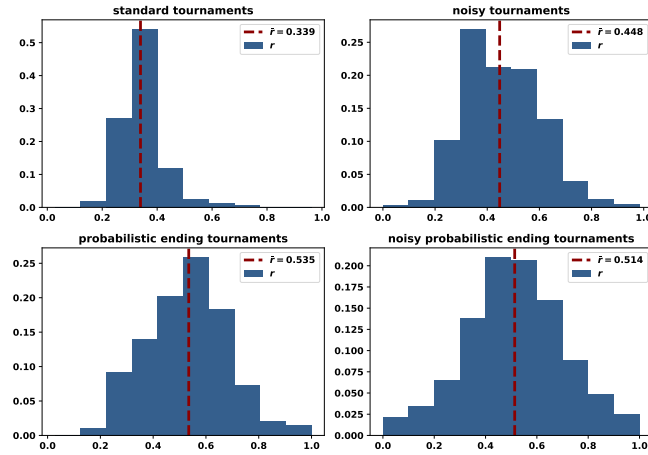 standard tournaments
r̄ = 0.339
r
0.5
0.4
0.3
0.2
0.1
0.0
0.0 0.2 0.4 0.6 0.8 1.0
noisy tournaments
r̄ = 0.448
r
0.25
0.20
0.15
0.10
0.05
0.00
0.0 0.2 0.4 0.6 0.8 1.0
probabilistic ending tournaments
r̄ = 0.535
r
0.25
0.20
0.15
0.10
0.05
0.00
0.0 0.2 0.4 0.6 0.8 1.0
noisy probabilistic ending tournaments
r̄ = 0.514
r
0.200
0.175
0.150
0.125
0.100
0.075
0.050
0.025
0.000
0.0 0.2 0.4 0.6 0.8 1.0